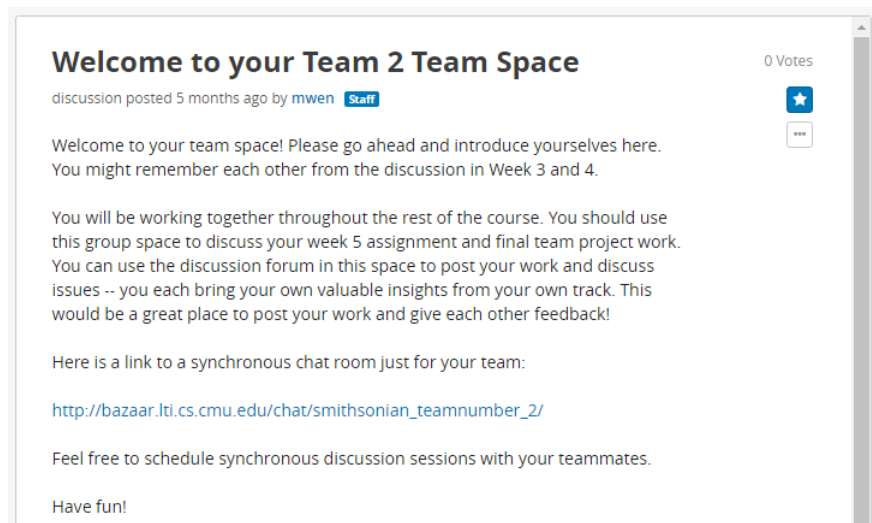 Welcome to your Team 2 Team Space
0 Votes
discussion posted 5 months ago by mwen Staff
Welcome to your team space! Please go ahead and introduce yourselves here.
You might remember each other from the discussion in Week 3 and 4.
You will be working together throughout the rest of the course. You should use
this group space to discuss your week 5 assignment and final team project work.
You can use the discussion forum in this space to post your work and discuss
issues -- you each bring your own valuable insights from your own track. This
would be a great place to post your work and give each other feedback!
Here is a link to a synchronous chat room just for your team:
http://bazaar.lti.cs.cmu.edu/chat/smithsonian_teamnumber_2/
Feel free to schedule synchronous discussion sessions with your teammates.
Have fun!